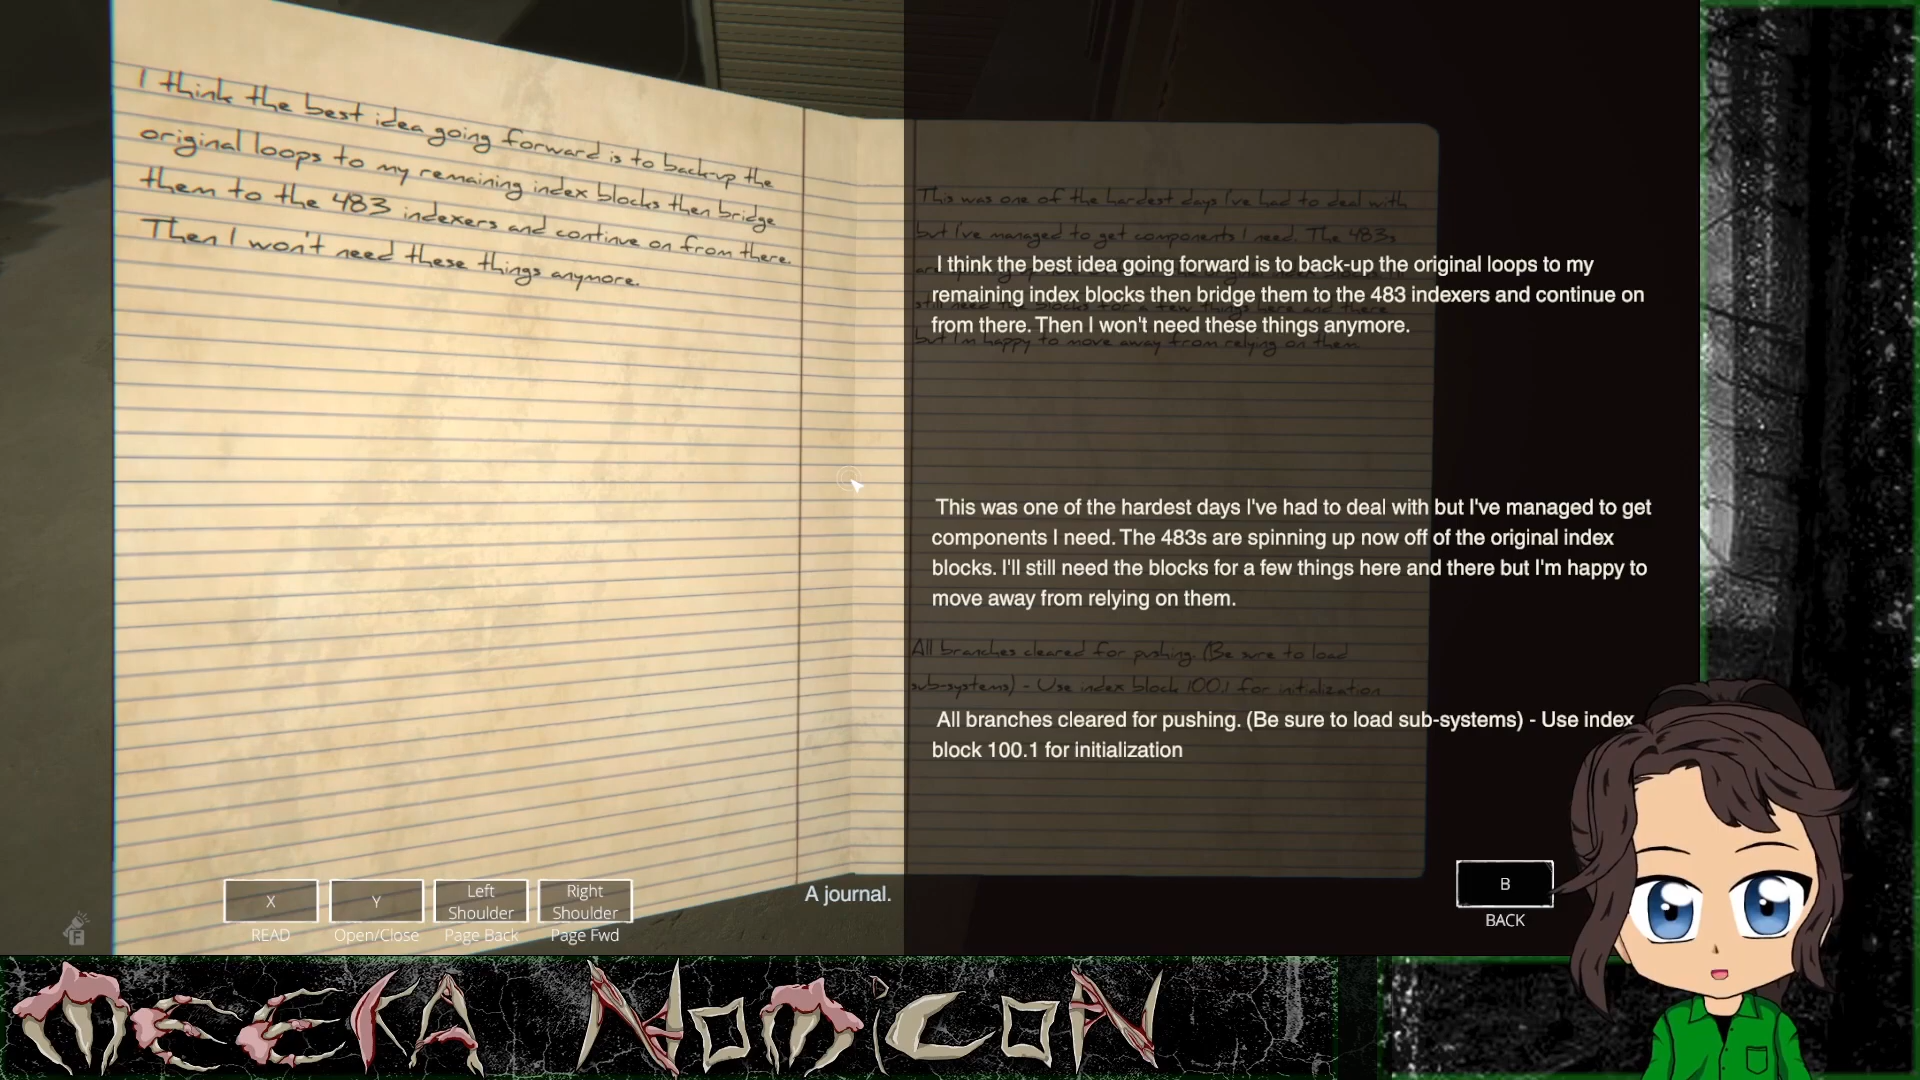 I think the best idea going forward is to back-up the
original loops to my remaining index blocks then bridge
them to the 483 indexers and continue on from there.
Then I won't need these things anymore.
This was one of the hardest days I've had to deal with
but I've managed to get components I need. The 483s
but I'm happy to move away from relying on them.
All branches cleared for pushing. (Be sure to load
sub-systems) - Use index block 100.1 for initialization
I think the best idea going forward is to back-up the original loops to my
remaining index blocks then bridge them to the 483 indexers and continue on
from there. Then I won't need these things anymore.
This was one of the hardest days I've had to deal with but I've managed to get
components I need. The 483s are spinning up now off of the original index
blocks. I'll still need the blocks for a few things here and there but I'm happy to
move away from relying on them.
All branches cleared for pushing. (Be sure to load sub-systems) - Use index
block 100.1 for initialization
A journal.
X
READ
Y
Open/Close
Left
Shoulder
Page Back
Right
Shoulder
Page Fwd
B
BACK
F
MEEKA NOMICON